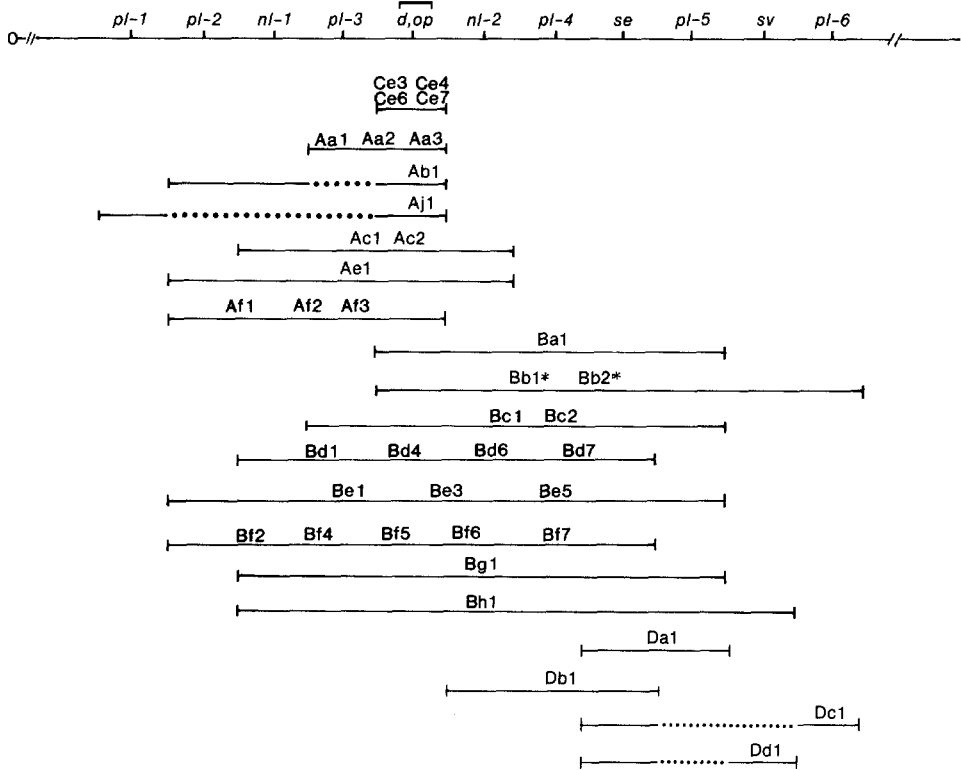 pl-1 pl-2 nl-1 pl-3 d,op nl-2 pl-4 se pl-5 sv pl-6
Ce3 Ce4
Ce6 Ce7
Aa1 Aa2 Aa3
Ab1
Aj1
Ac1 Ac2
Ae1
Af1 Af2 Af3
Ba1
Bb1* Bb2*
Bc1 Bc2
Bd1 Bd4 Bd6 Bd7
Be1 Be3 Be5
Bf2 Bf4 Bf5 Bf6 Bf7
Bg1
Bh1
Da1
Db1
Dc1
Dd1